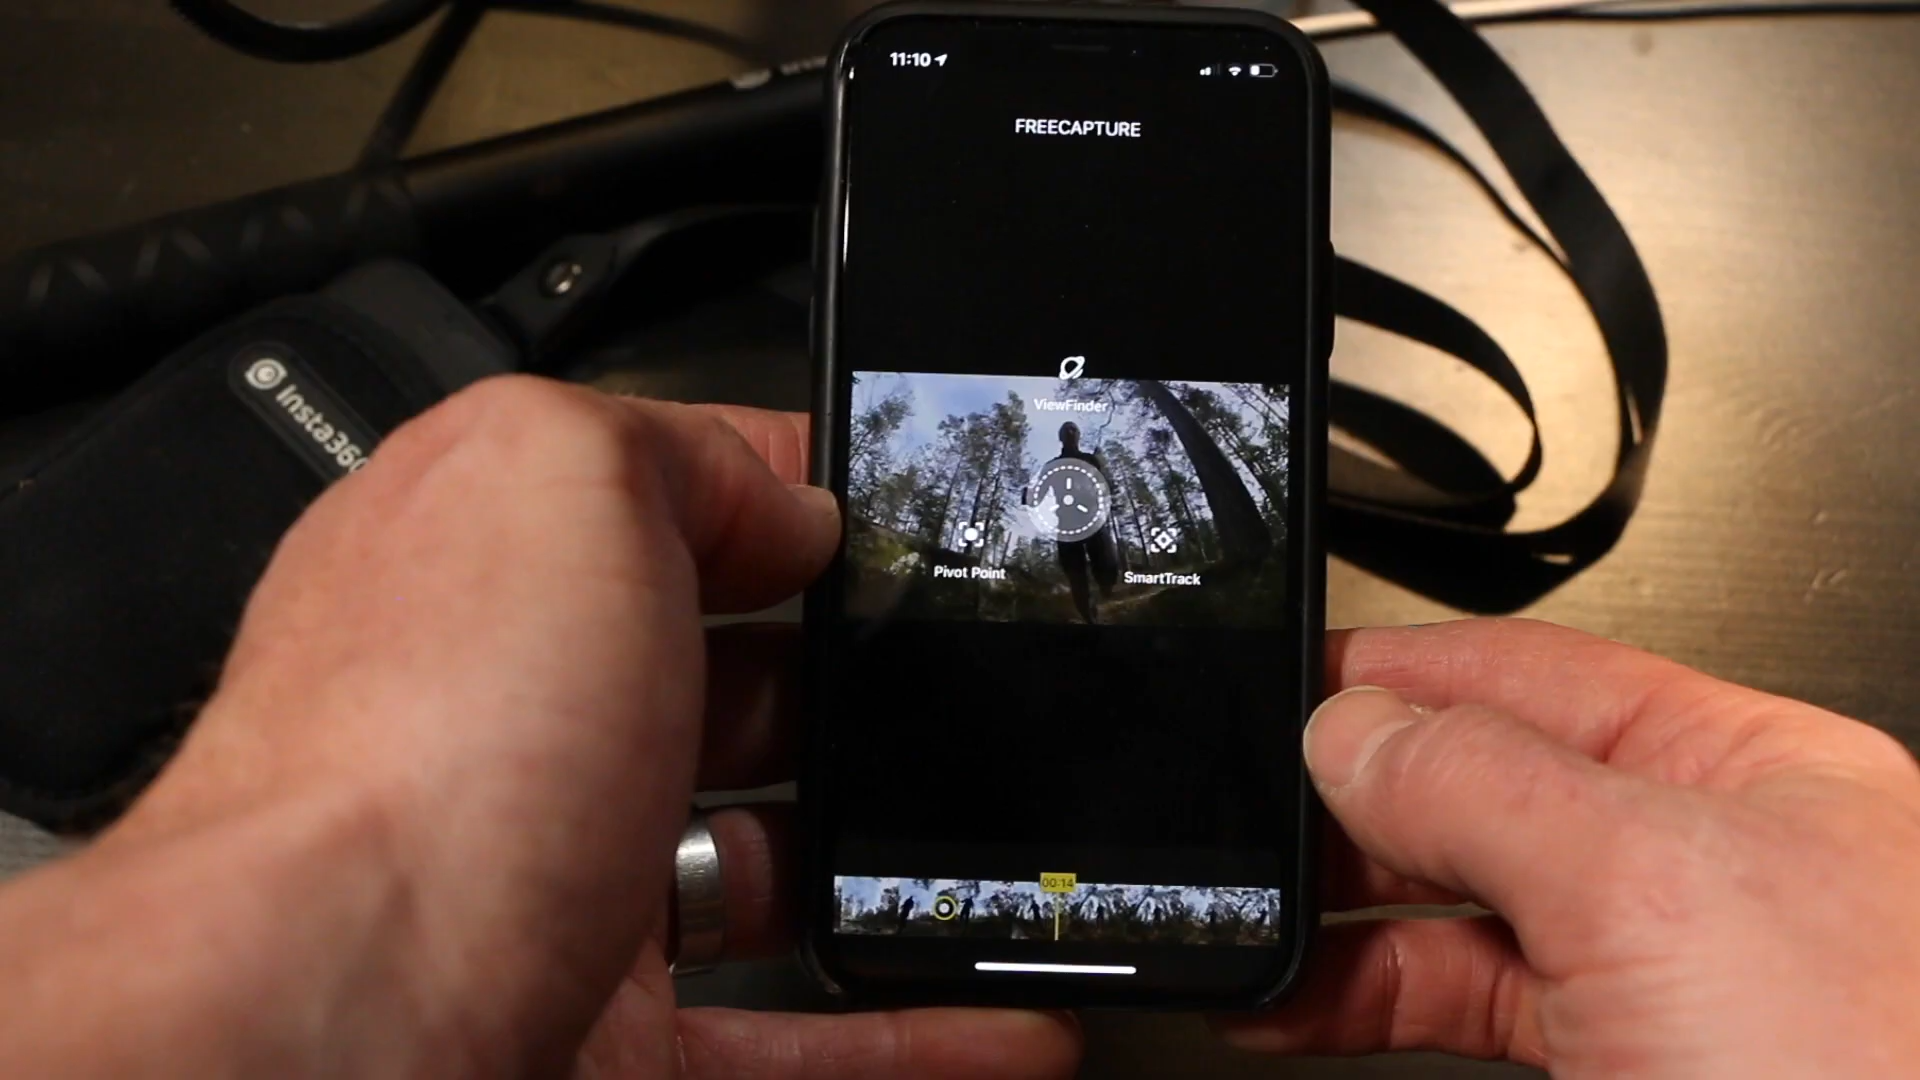 11:10
FREECAPTURE
ViewFinder
Pivot Point
SmartTrack
Insta360
00:14